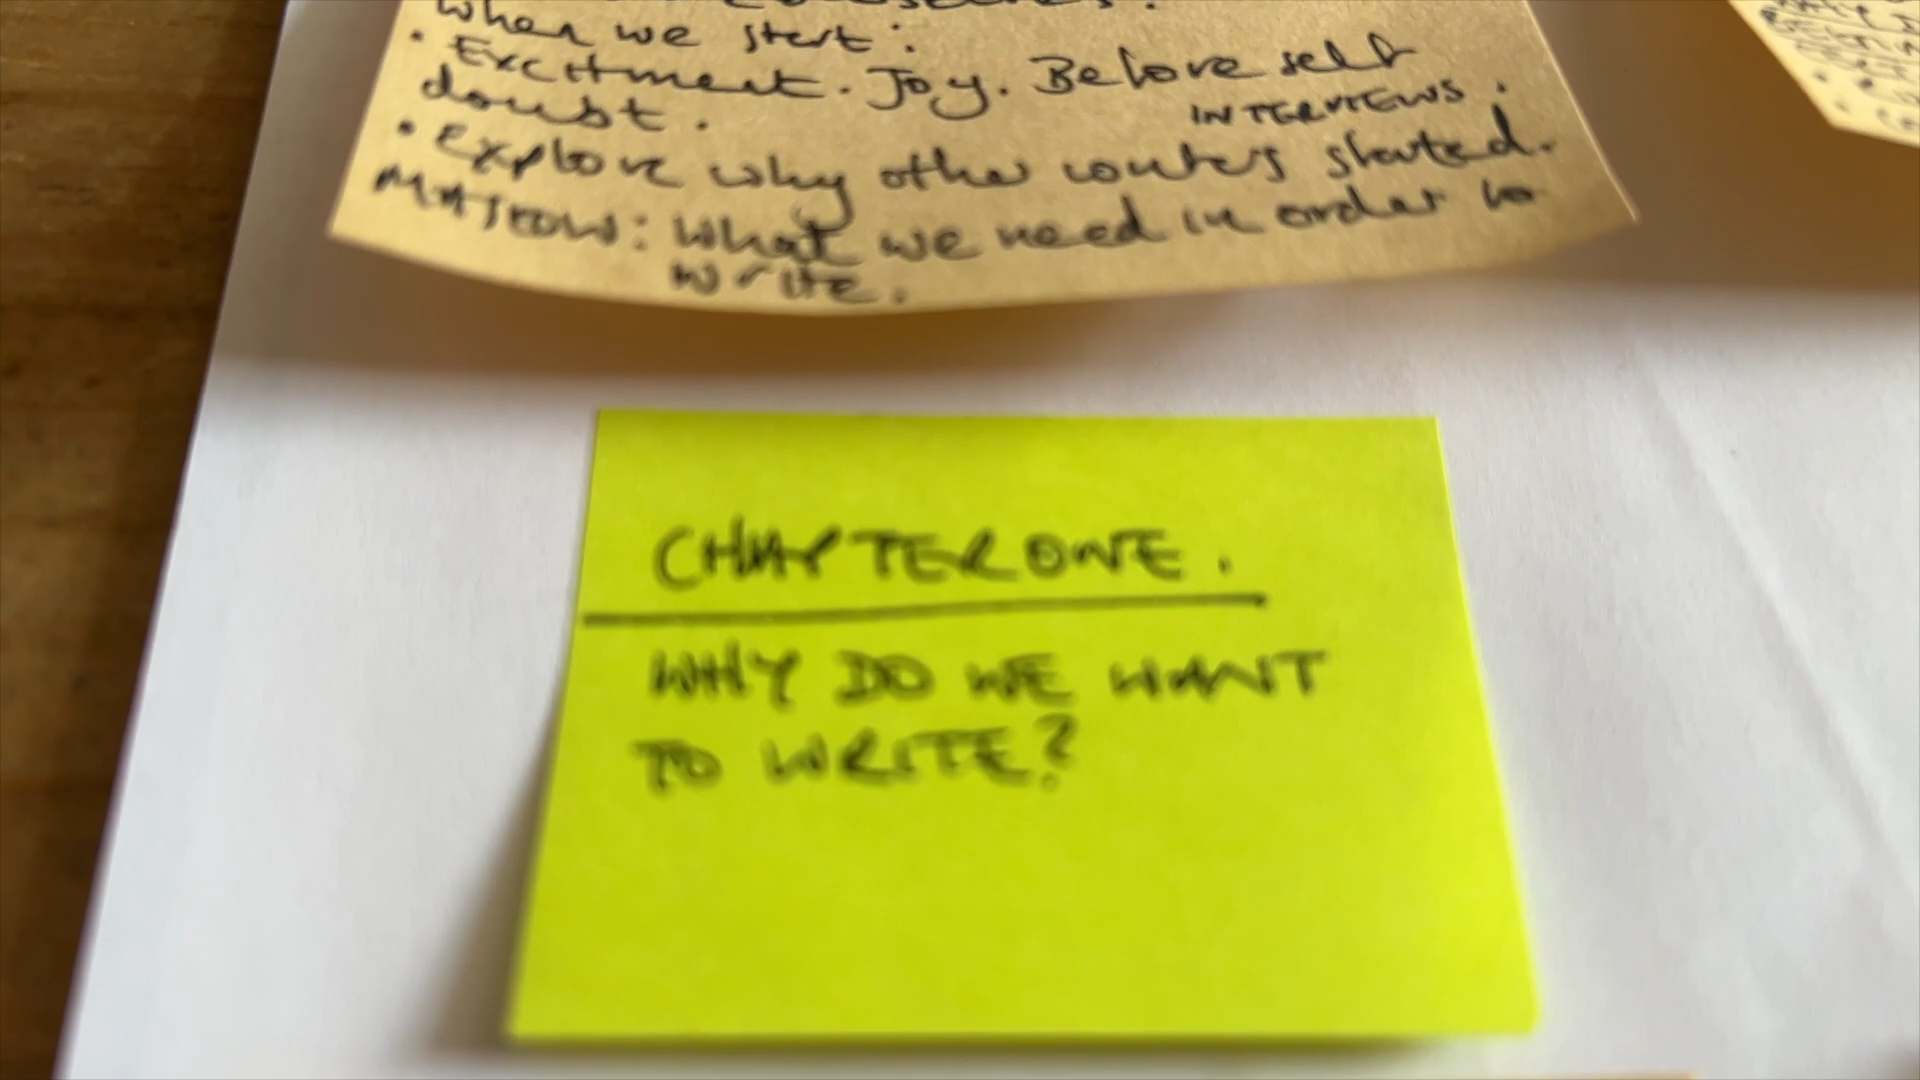 when we start:
• Excitment. Joy. Before self
doubt.
INTERVIEWS.
• explore why other writers started.
MASLOW: What we need in order to
write.
CHAPTER ONE.
WHY DO WE WANT
TO WRITE?